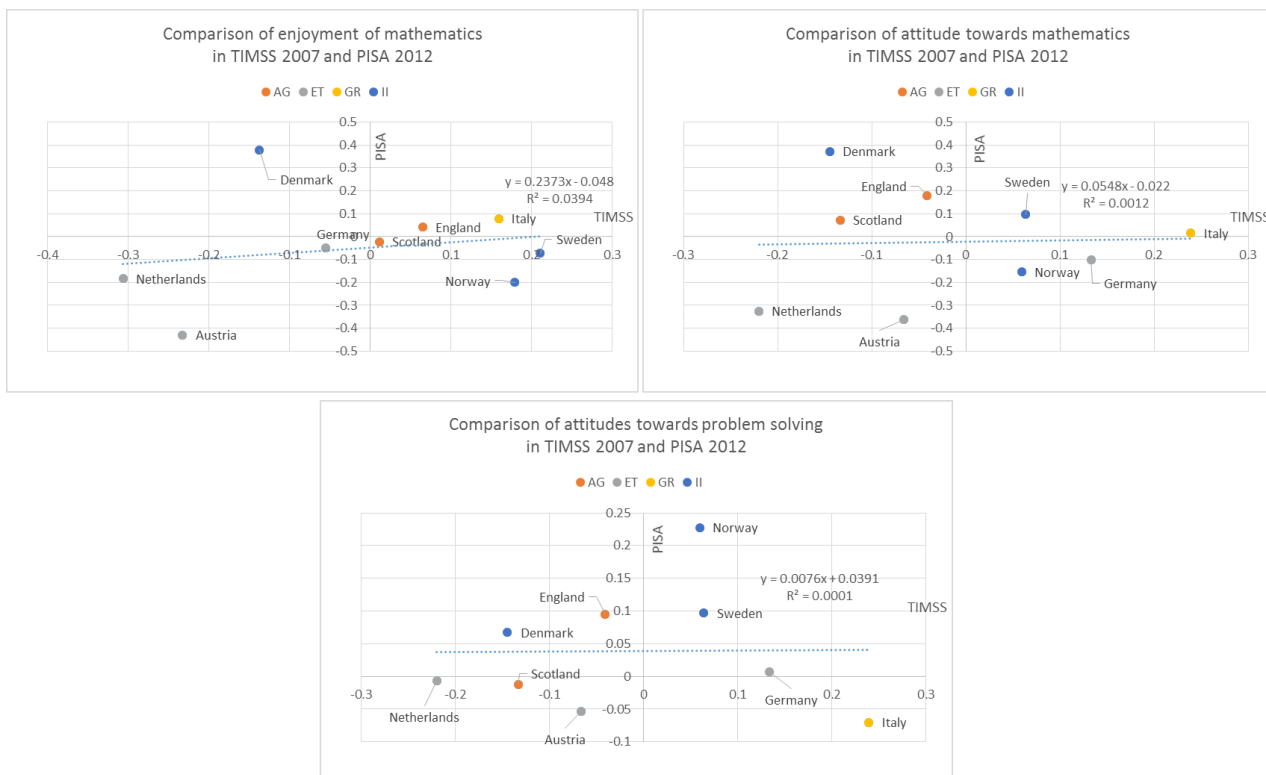 Comparison of enjoyment of mathematics
in TIMSS 2007 and PISA 2012
AG ET GR II
0.5
0.4
0.3
0.2
0.1
0
-0.1
-0.2
-0.3
-0.4
-0.5
-0.4 -0.3 -0.2 -0.1 0 0.1 0.2 0.3
PISA
TIMSS
Denmark
y = 0.2373x - 0.048
R² = 0.0394
England
Italy
Germany
Scotland
Sweden
Netherlands
Norway
Austria
Comparison of attitude towards mathematics
in TIMSS 2007 and PISA 2012
AG ET GR II
0.5
0.4
0.3
0.2
0.1
0
-0.1
-0.2
-0.3
-0.4
-0.5
-0.3 -0.2 -0.1 0 0.1 0.2 0.3
PISA
TIMSS
Denmark
England
Sweden
y = 0.0548x - 0.022
R² = 0.0012
Scotland
Italy
Norway
Germany
Netherlands
Austria
Comparison of attitudes towards problem solving
in TIMSS 2007 and PISA 2012
AG ET GR II
0.25
0.2
0.15
0.1
0.05
0
-0.05
-0.1
-0.3 -0.2 -0.1 0 0.1 0.2 0.3
PISA
TIMSS
Norway
y = 0.0076x + 0.0391
R² = 0.0001
England
Sweden
Denmark
Scotland
Germany
Netherlands
Italy
Austria